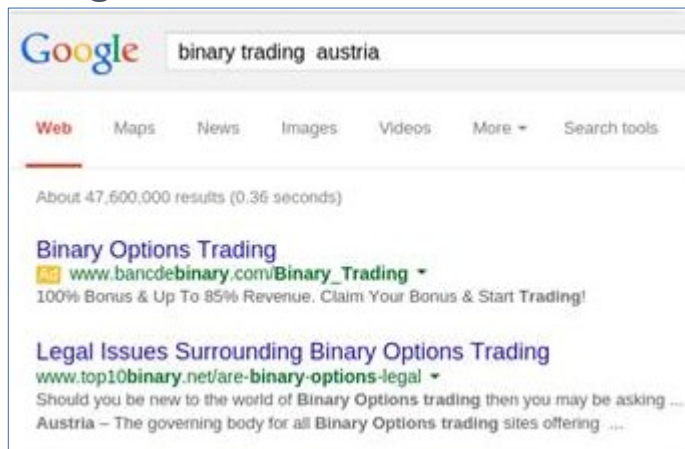 Google binary trading austria
Web Maps News Images Videos More Search tools
About 47,600,000 results (0.36 seconds)
Binary Options Trading
Ad www.bancdebinary.com/Binary_Trading
100% Bonus & Up To 85% Revenue. Claim Your Bonus & Start Trading!
Legal Issues Surrounding Binary Options Trading
www.top10binary.net/are-binary-options-legal
Should you be new to the world of Binary Options trading then you may be asking ...
Austria – The governing body for all Binary Options trading sites offering ...